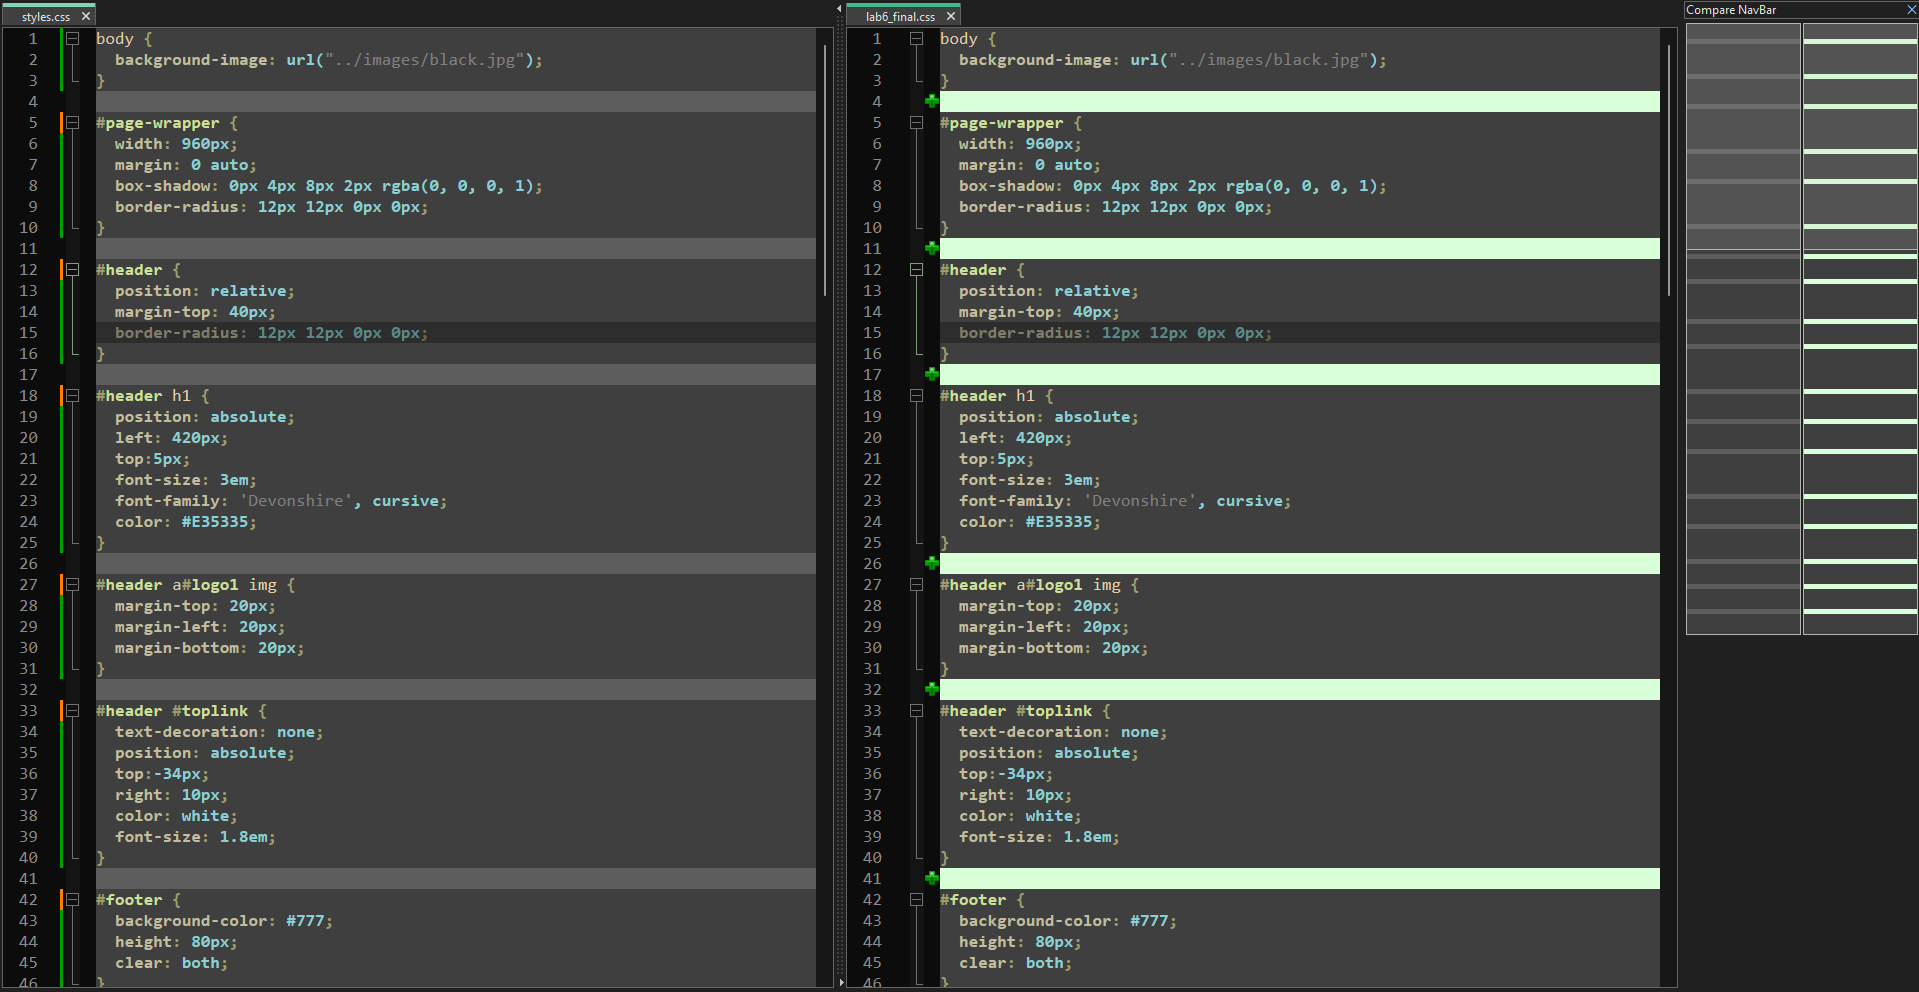 styles.css
1 body {
2 background-image: url("../images/black.jpg");
3 }
4
5 #page-wrapper {
6 width: 960px;
7 margin: 0 auto;
8 box-shadow: 0px 4px 8px 2px rgba(0, 0, 0, 1);
9 border-radius: 12px 12px 0px 0px;
10 }
11
12 #header {
13 position: relative;
14 margin-top: 40px;
15 border-radius: 12px 12px 0px 0px;
16 }
17
18 #header h1 {
19 position: absolute;
20 left: 420px;
21 top:5px;
22 font-size: 3em;
23 font-family: 'Devonshire', cursive;
24 color: #E35335;
25 }
26
27 #header a#logo1 img {
28 margin-top: 20px;
29 margin-left: 20px;
30 margin-bottom: 20px;
31 }
32
33 #header #toplink {
34 text-decoration: none;
35 position: absolute;
36 top:-34px;
37 right: 10px;
38 color: white;
39 font-size: 1.8em;
40 }
41
42 #footer {
43 background-color: #777;
44 height: 80px;
45 clear: both;
46 }
lab6_final.css
1 body {
2 background-image: url("../images/black.jpg");
3 }
4
5 #page-wrapper {
6 width: 960px;
7 margin: 0 auto;
8 box-shadow: 0px 4px 8px 2px rgba(0, 0, 0, 1);
9 border-radius: 12px 12px 0px 0px;
10 }
11
12 #header {
13 position: relative;
14 margin-top: 40px;
15 border-radius: 12px 12px 0px 0px;
16 }
17
18 #header h1 {
19 position: absolute;
20 left: 420px;
21 top:5px;
22 font-size: 3em;
23 font-family: 'Devonshire', cursive;
24 color: #E35335;
25 }
26
27 #header a#logo1 img {
28 margin-top: 20px;
29 margin-left: 20px;
30 margin-bottom: 20px;
31 }
32
33 #header #toplink {
34 text-decoration: none;
35 position: absolute;
36 top:-34px;
37 right: 10px;
38 color: white;
39 font-size: 1.8em;
40 }
41
42 #footer {
43 background-color: #777;
44 height: 80px;
45 clear: both;
46 }
Compare NavBar